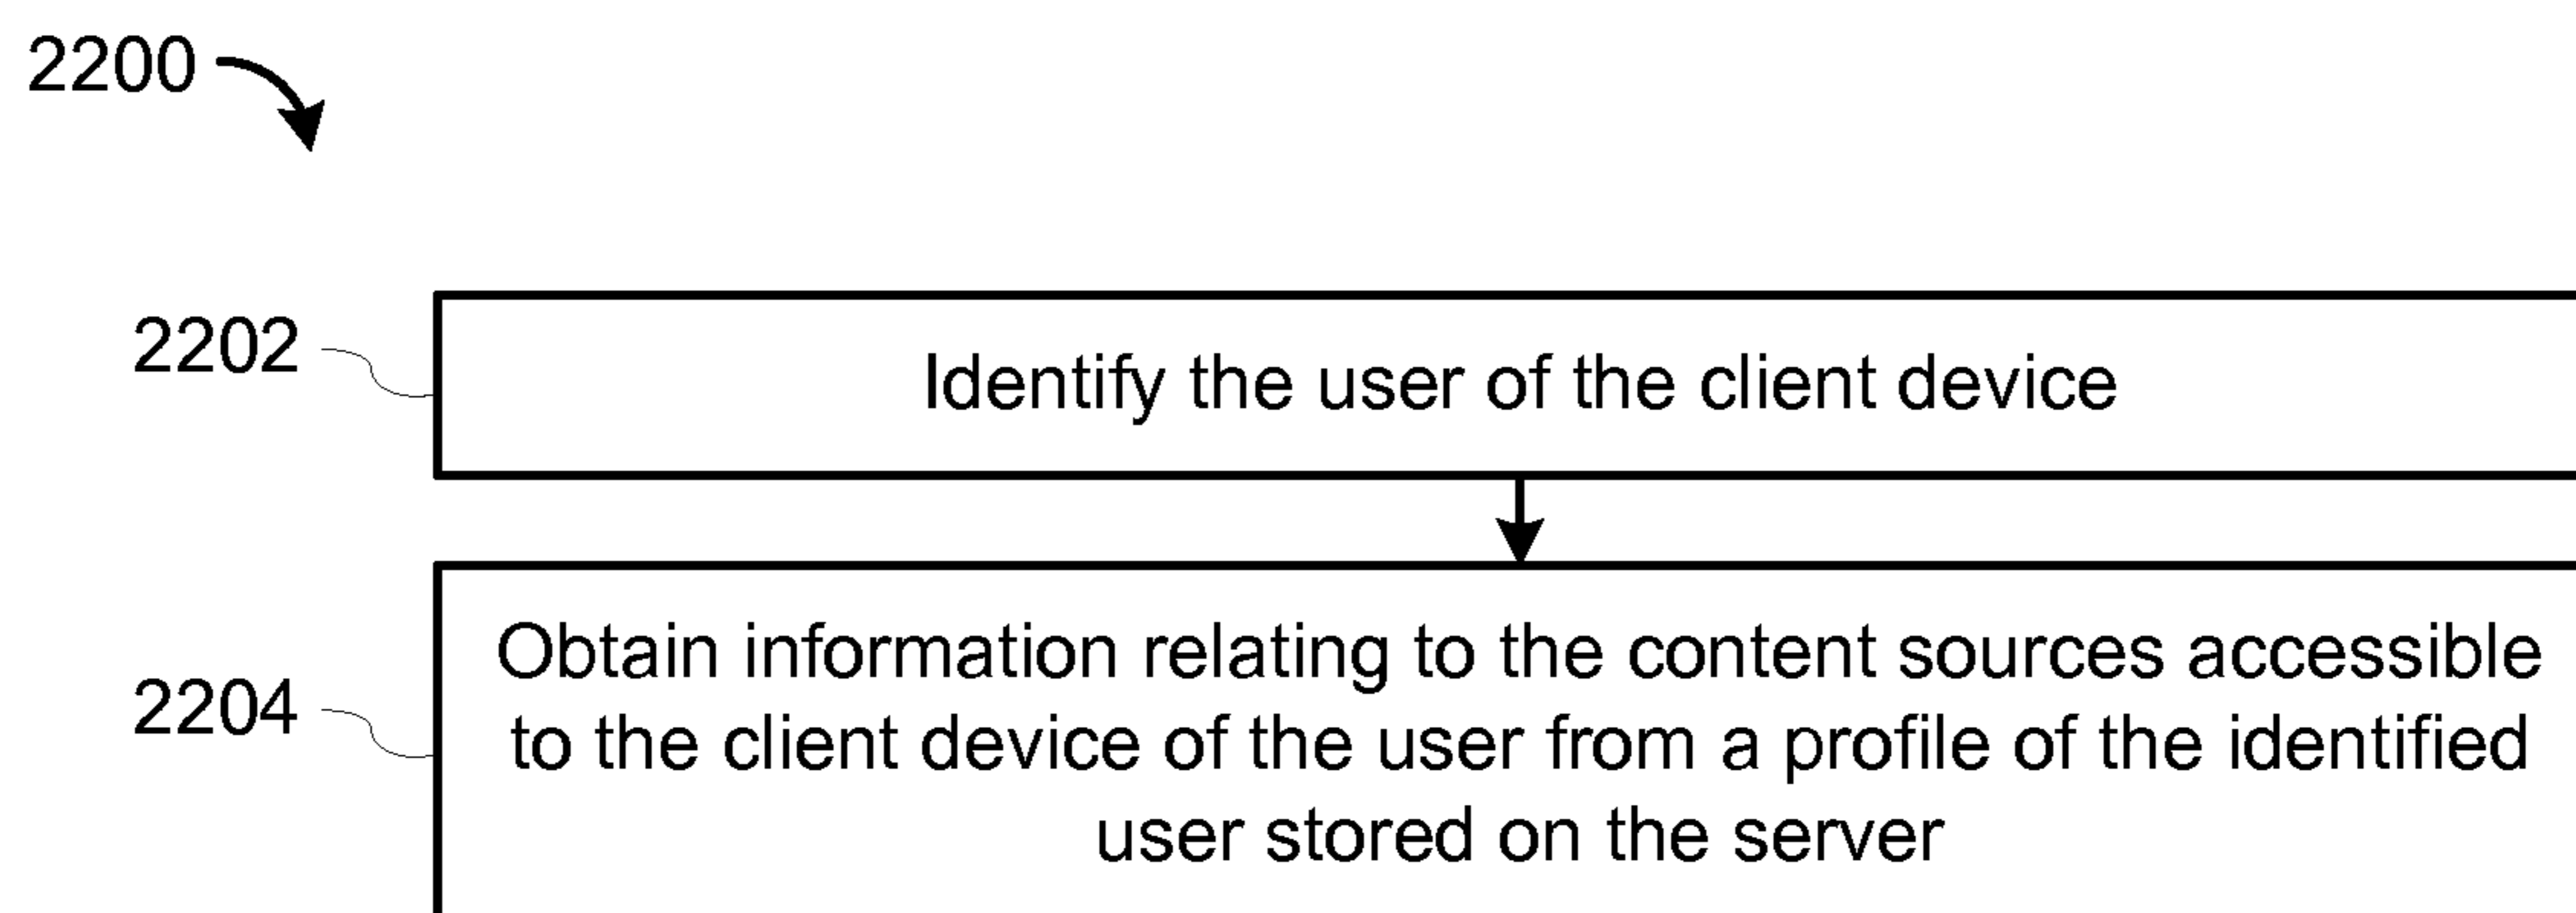 2200
2202
Identify the user of the client device
2204
Obtain information relating to the content sources accessible
to the client device of the user from a profile of the identified
user stored on the server